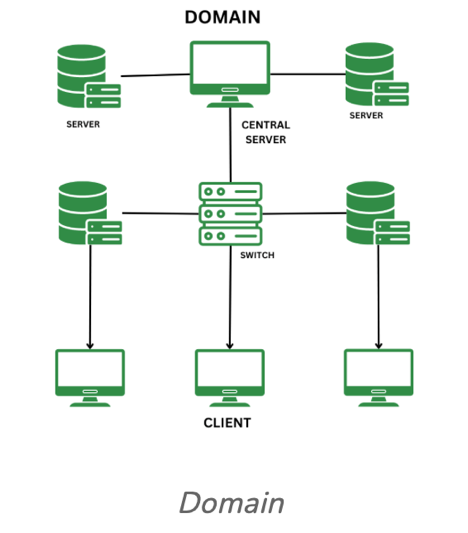 DOMAIN
SERVER
CENTRAL
SERVER
SERVER
SWITCH
CLIENT
Domain